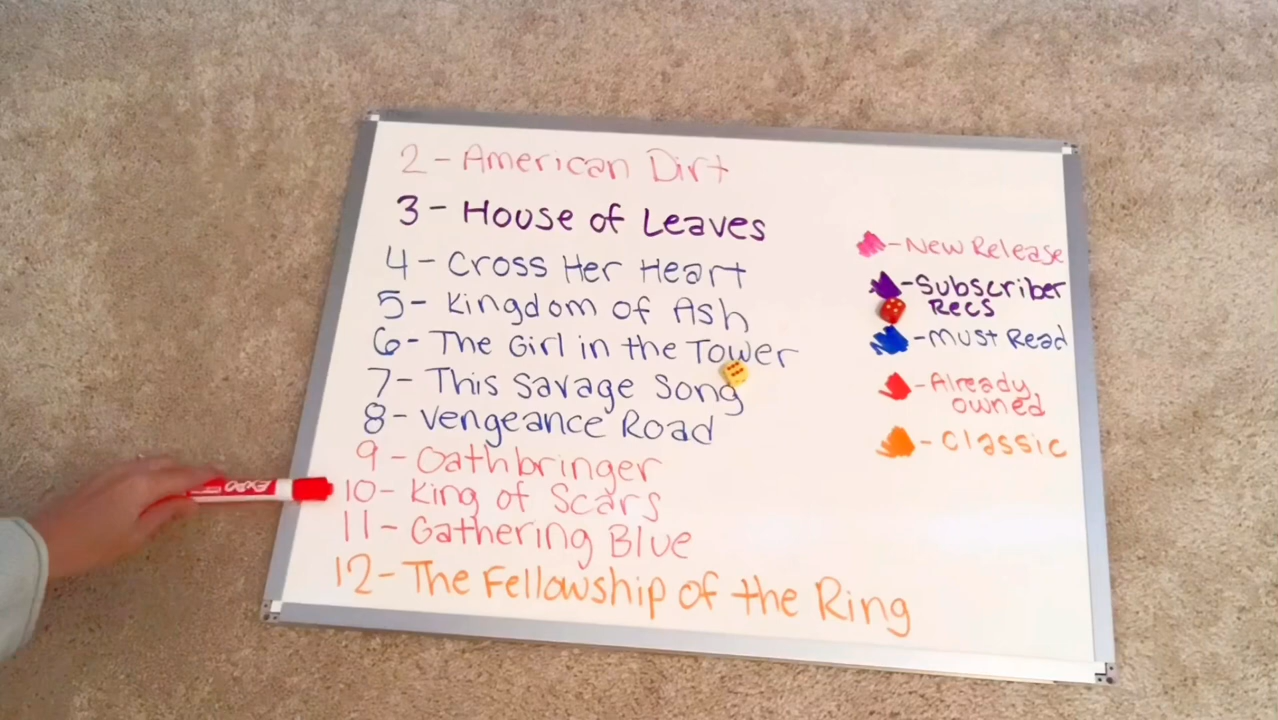 2 - American Dirt
3 - House of Leaves
4 - Cross Her Heart
5 - Kingdom of Ash
6 - The Girl in the Tower
7 - This Savage Song
8 - Vengeance Road
9 - Oathbringer
10 - King of Scars
11 - Gathering Blue
12 - The Fellowship of the Ring
- New Release
- Subscriber
Recs
- Must Read
- Already
owned
- Classic
EXPO